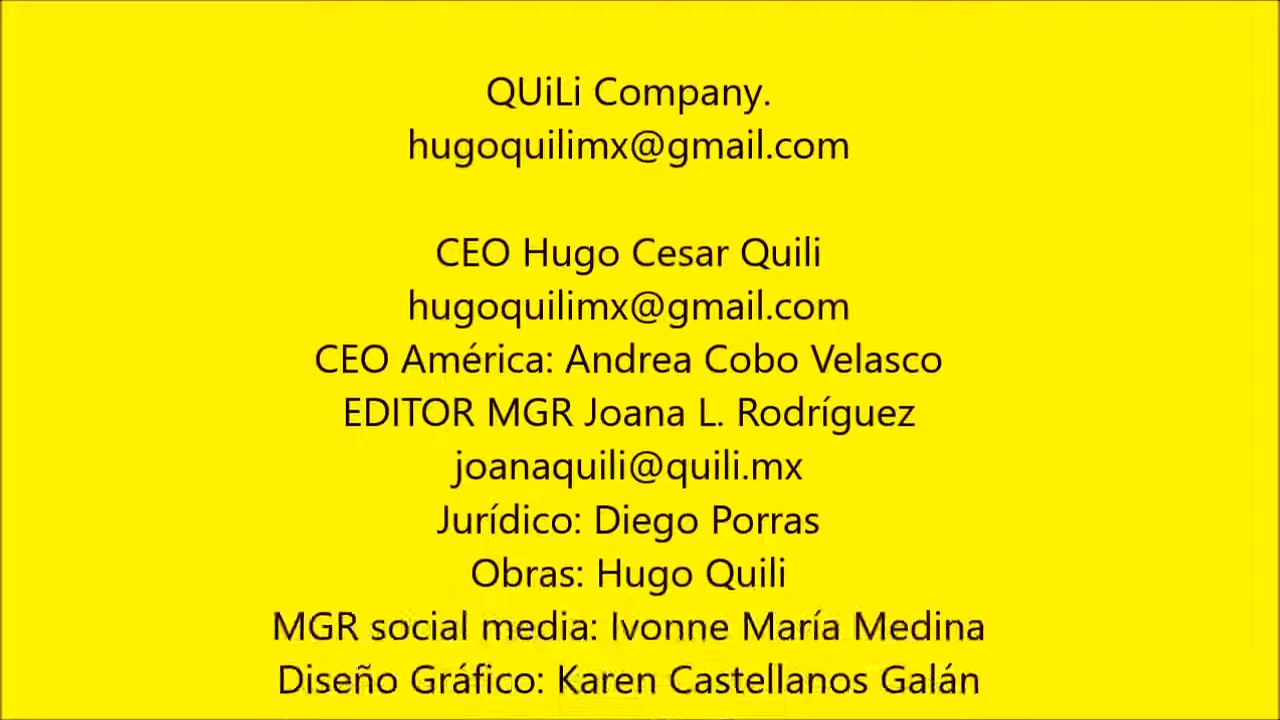 QUiLi Company.
hugoquilimx@gmail.com
CEO Hugo Cesar Quili
hugoquilimx@gmail.com
CEO América: Andrea Cobo Velasco
EDITOR MGR Joana L. Rodríguez
joanaquili@quili.mx
Jurídico: Diego Porras
Obras: Hugo Quili
MGR social media: Ivonne María Medina
Diseño Gráfico: Karen Castellanos Galán